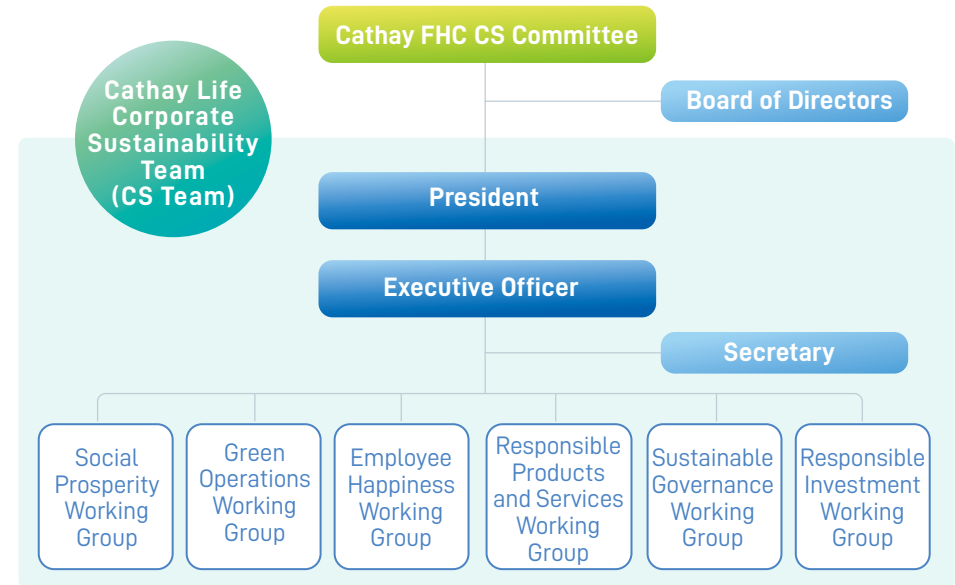 Cathay FHC CS Committee
Cathay Life
Corporate
Sustainability
Team
(CS Team)
Board of Directors
President
Executive Officer
Secretary
Social
Prosperity
Working
Group
Green
Operations
Working
Group
Employee
Happiness
Working
Group
Responsible
Products
and Services
Working
Group
Sustainable
Governance
Working
Group
Responsible
Investment
Working
Group